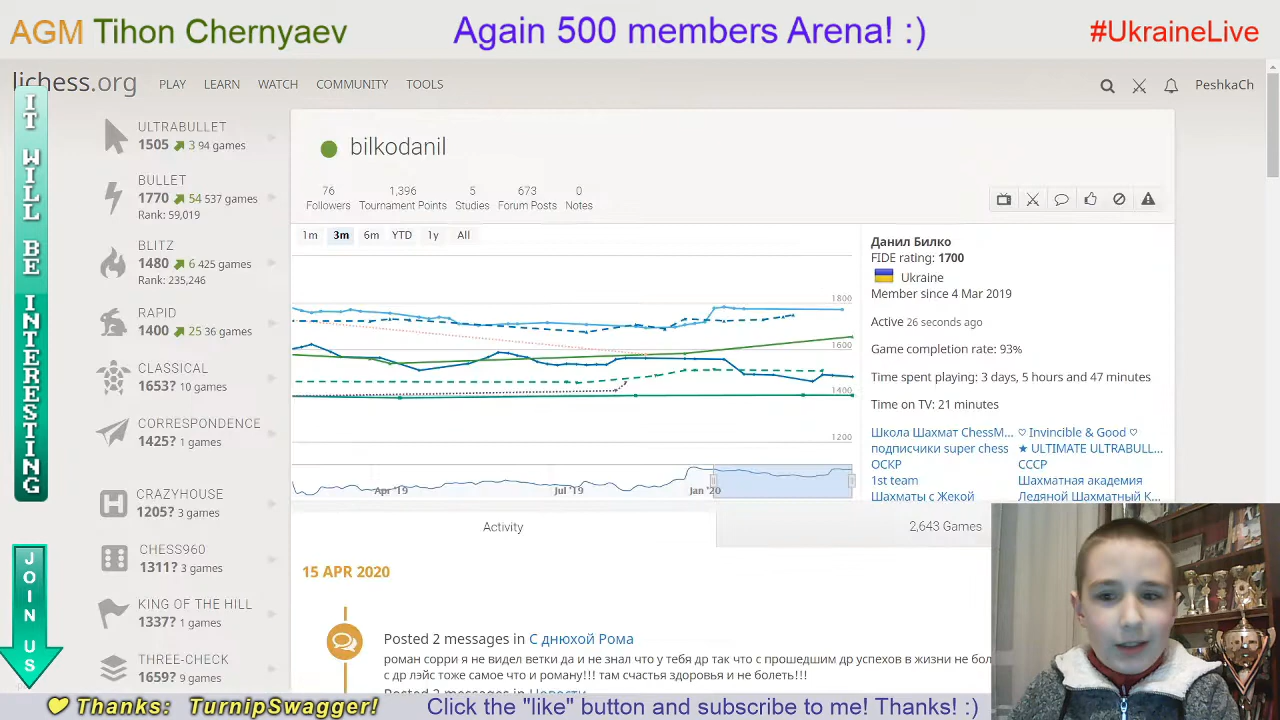 AGM Tihon Chernyaev
Again 500 members Arena! :)
#UkraineLive
lichess.org
PLAY LEARN WATCH COMMUNITY TOOLS
PeshkaCh
IT WILL BE INTERESTING
JOIN US
ULTRABULLET
1505 3 94 games
BULLET
1770 54 537 games
Rank: 59,019
BLITZ
1480 6 425 games
Rank: 235,246
RAPID
1400 25 36 games
CLASSICAL
1653? 10 games
CORRESPONDENCE
1425? 1 games
CRAZYHOUSE
1205? 3 games
CHESS960
1311? 3 games
KING OF THE HILL
1337? 1 games
THREE-CHECK
1659? 9 games
bilkodanil
76 1,396 5 673 0
Followers Tournament Points Studies Forum Posts Notes
1m 3m 6m YTD 1y All
1800
1600
1400
1200
Apr '19 Jul '19 Jan '20
Данил Билко
FIDE rating: 1700
Ukraine
Member since 4 Mar 2019
Active 26 seconds ago
Game completion rate: 93%
Time spent playing: 3 days, 5 hours and 47 minutes
Time on TV: 21 minutes
Школа Шахмат ChessM... ♡ Invincible & Good ♡
подписчики super chess ★ ULTIMATE ULTRABULL...
ОСКР СССР
1st team Шахматная академия
Шахматы с Жекой Ледяной Шахматный К...
Activity
2,643 Games
15 APR 2020
Posted 2 messages in С днюхой Рома
роман сорри я не видел ветки да и не знал что у тебя др так что с прошедшим др успехов в жизни не бол
с др лэйс тоже самое что и роману!!! там счастья здоровья и не болеть!!!
Posted 2 messages in Новости
Thanks: TurnipSwagger!
Click the "like" button and subscribe to me! Thanks! :)